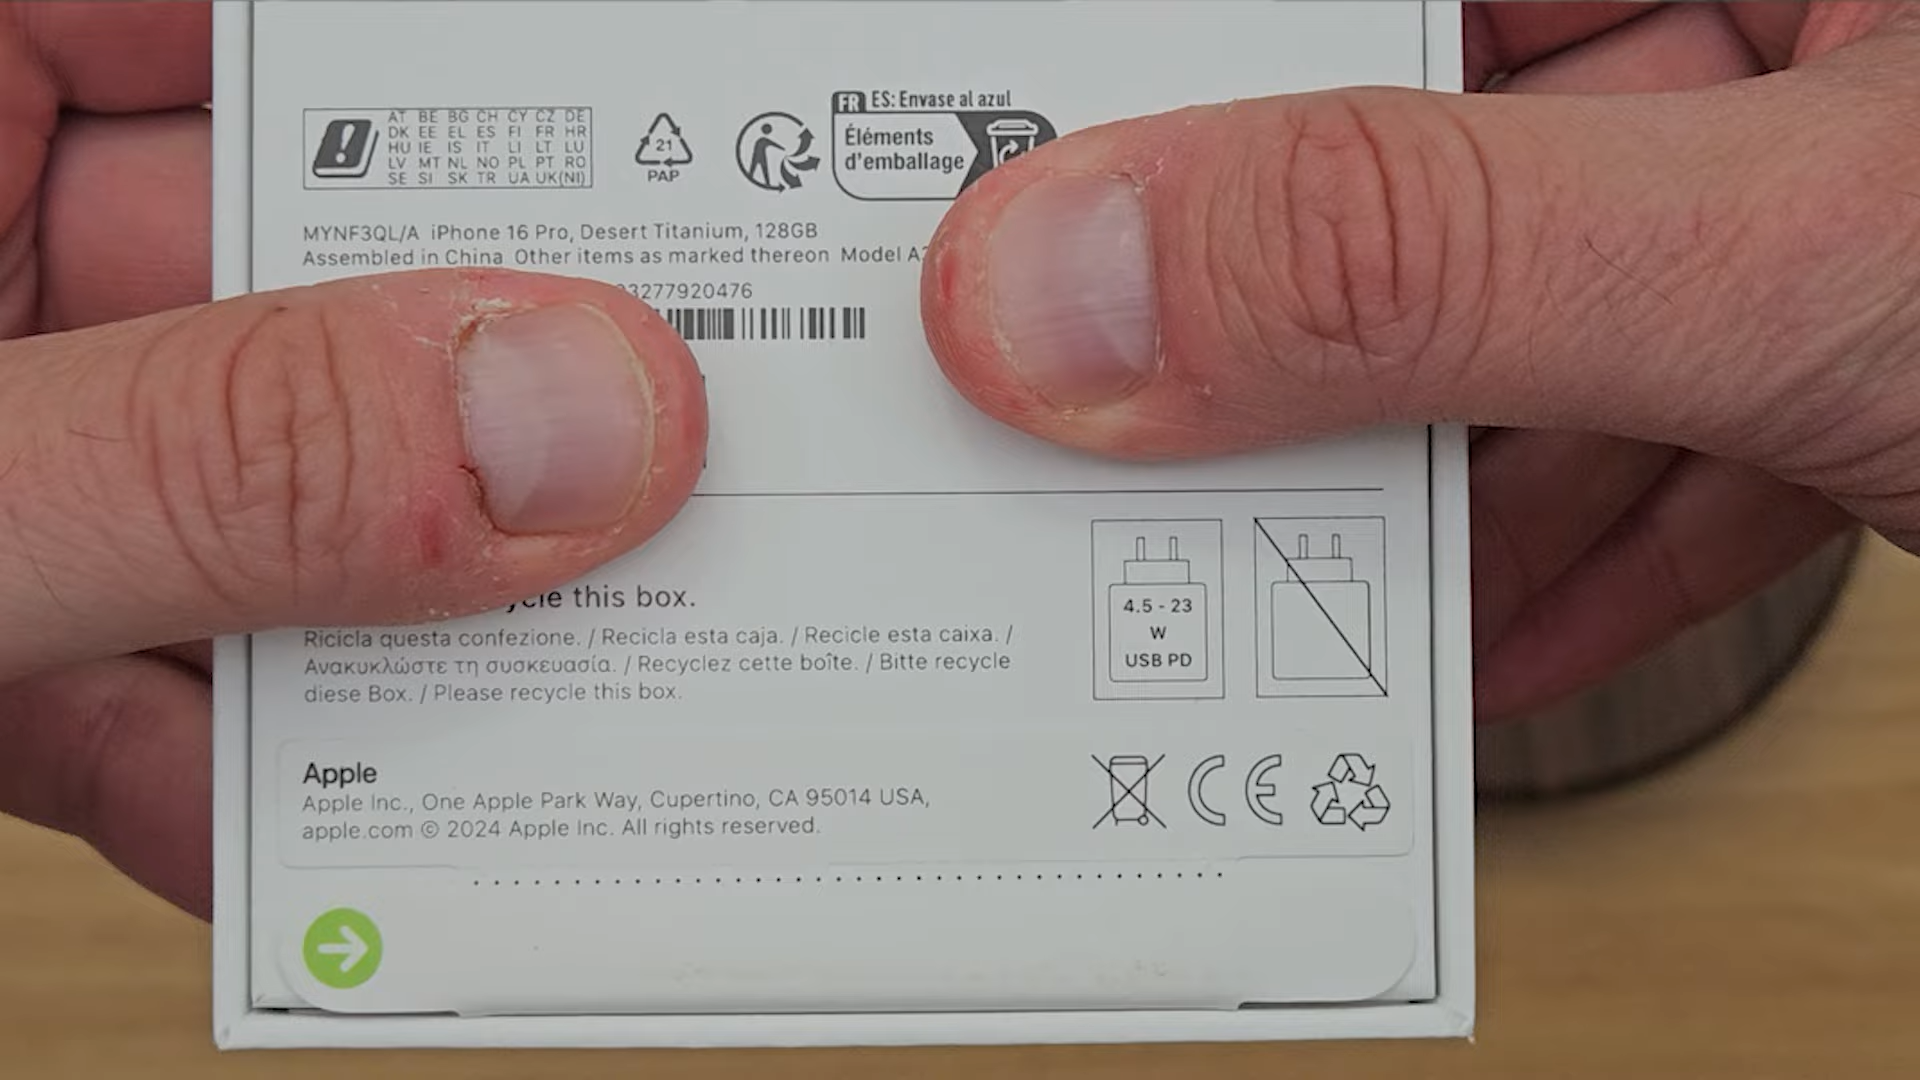 AT BE BG CH CY CZ DE
DK EE EL ES FI FR HR
HU IE IS IT LI LT LU
LV MT NL NO PL PT RO
SE SI SK TR UA UK(NI)
21
PAP
FR ES: Envase al azul
Éléments
d'emballage
MYNF3QL/A iPhone 16 Pro, Desert Titanium, 128GB
Assembled in China Other items as marked thereon Model
3277920476
this box.
Ricicla questa confezione. / Recicla esta caja. / Recicle esta caixa. /
Ανακυκλώστε τη συσκευασία. / Recyclez cette boîte. / Bitte recycle
diese Box. / Please recycle this box.
4.5 - 23
W
USB PD
Apple
Apple Inc., One Apple Park Way, Cupertino, CA 95014 USA,
apple.com © 2024 Apple Inc. All rights reserved.
CE